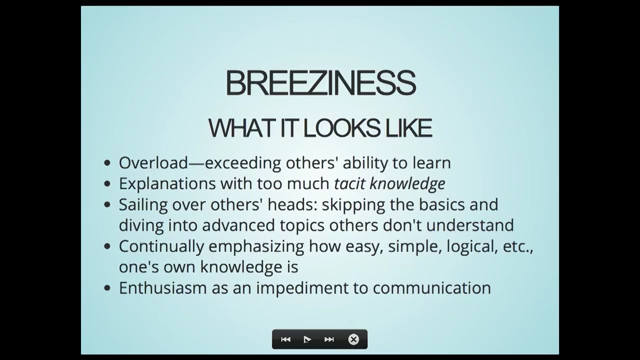 BREEZINESS
WHAT IT LOOKS LIKE
• Overload—exceeding others' ability to learn
• Explanations with too much tacit knowledge
• Sailing over others' heads: skipping the basics and
diving into advanced topics others don't understand
• Continually emphasizing how easy, simple, logical, etc.,
one's own knowledge is
• Enthusiasm as an impediment to communication